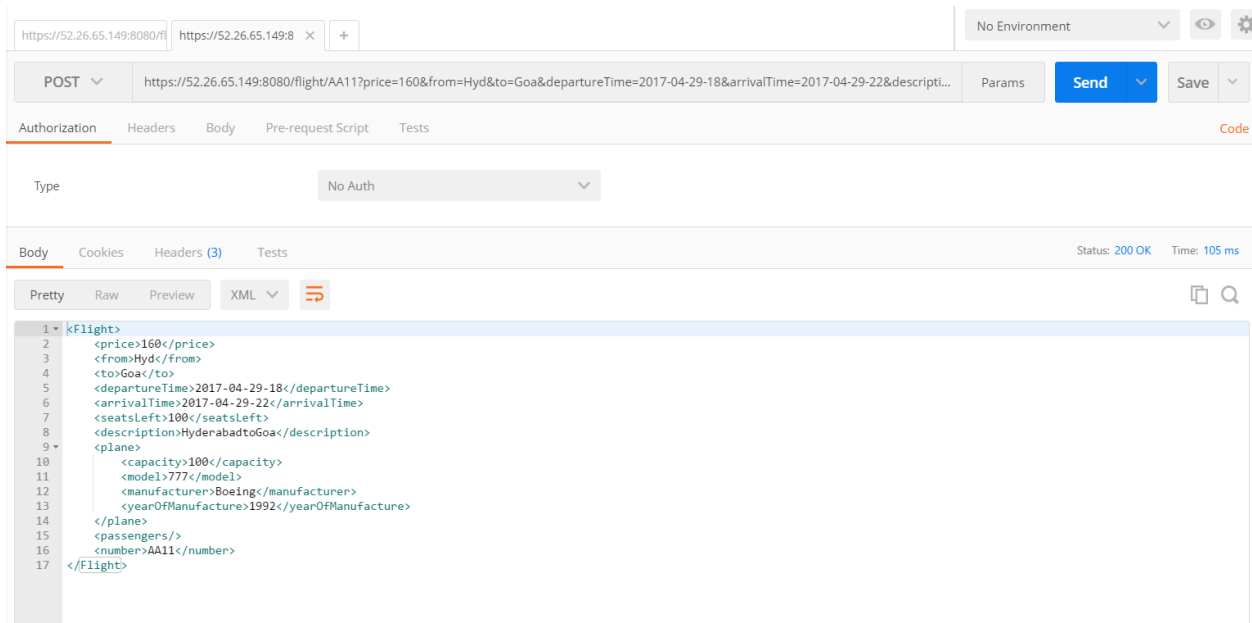 https://52.26.65.149:8080/fl https://52.26.65.149:8 × + No Environment
POST https://52.26.65.149:8080/flight/AA11?price=160&from=Hyd&to=Goa&departureTime=2017-04-29-18&arrivalTime=2017-04-29-22&descripti... Params Send Save
Authorization Headers Body Pre-request Script Tests Code
Type No Auth
Body Cookies Headers (3) Tests Status: 200 OK Time: 105 ms
Pretty Raw Preview XML
1 <Flight>
2 <price>160</price>
3 <from>Hyd</from>
4 <to>Goa</to>
5 <departureTime>2017-04-29-18</departureTime>
6 <arrivalTime>2017-04-29-22</arrivalTime>
7 <seatsLeft>100</seatsLeft>
8 <description>HyderabadtoGoa</description>
9 <plane>
10 <capacity>100</capacity>
11 <model>777</model>
12 <manufacturer>Boeing</manufacturer>
13 <yearOfManufacture>1992</yearOfManufacture>
14 </plane>
15 <passengers/>
16 <number>AA11</number>
17 </Flight>